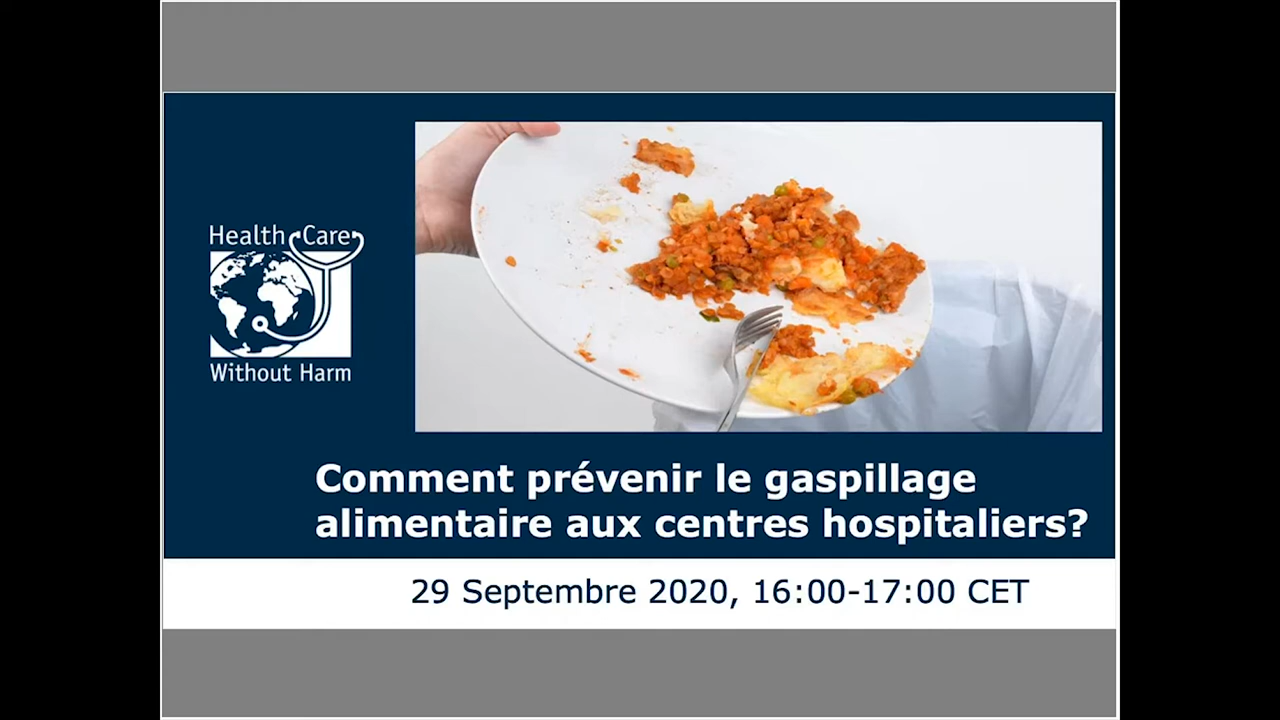 Health Care
Without Harm
Comment prévenir le gaspillage
alimentaire aux centres hospitaliers?
29 Septembre 2020, 16:00-17:00 CET